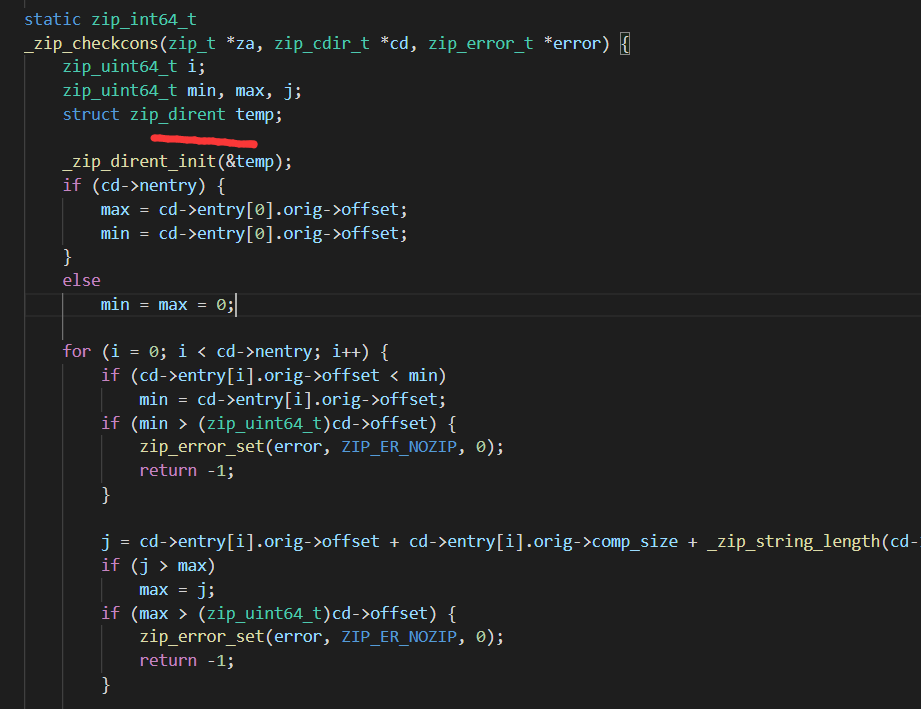 static zip_int64_t
_zip_checkcons(zip_t *za, zip_cdir_t *cd, zip_error_t *error) {
    zip_uint64_t i;
    zip_uint64_t min, max, j;
    struct zip_dirent temp;
    _zip_dirent_init(&temp);
    if (cd->nentry) {
        max = cd->entry[0].orig->offset;
        min = cd->entry[0].orig->offset;
    }
    else
        min = max = 0;
    for (i = 0; i < cd->nentry; i++) {
        if (cd->entry[i].orig->offset < min)
            min = cd->entry[i].orig->offset;
        if (min > (zip_uint64_t)cd->offset) {
            zip_error_set(error, ZIP_ER_NOZIP, 0);
            return -1;
        }
        j = cd->entry[i].orig->offset + cd->entry[i].orig->comp_size + _zip_string_length(cd-
        if (j > max)
            max = j;
        if (max > (zip_uint64_t)cd->offset) {
            zip_error_set(error, ZIP_ER_NOZIP, 0);
            return -1;
        }